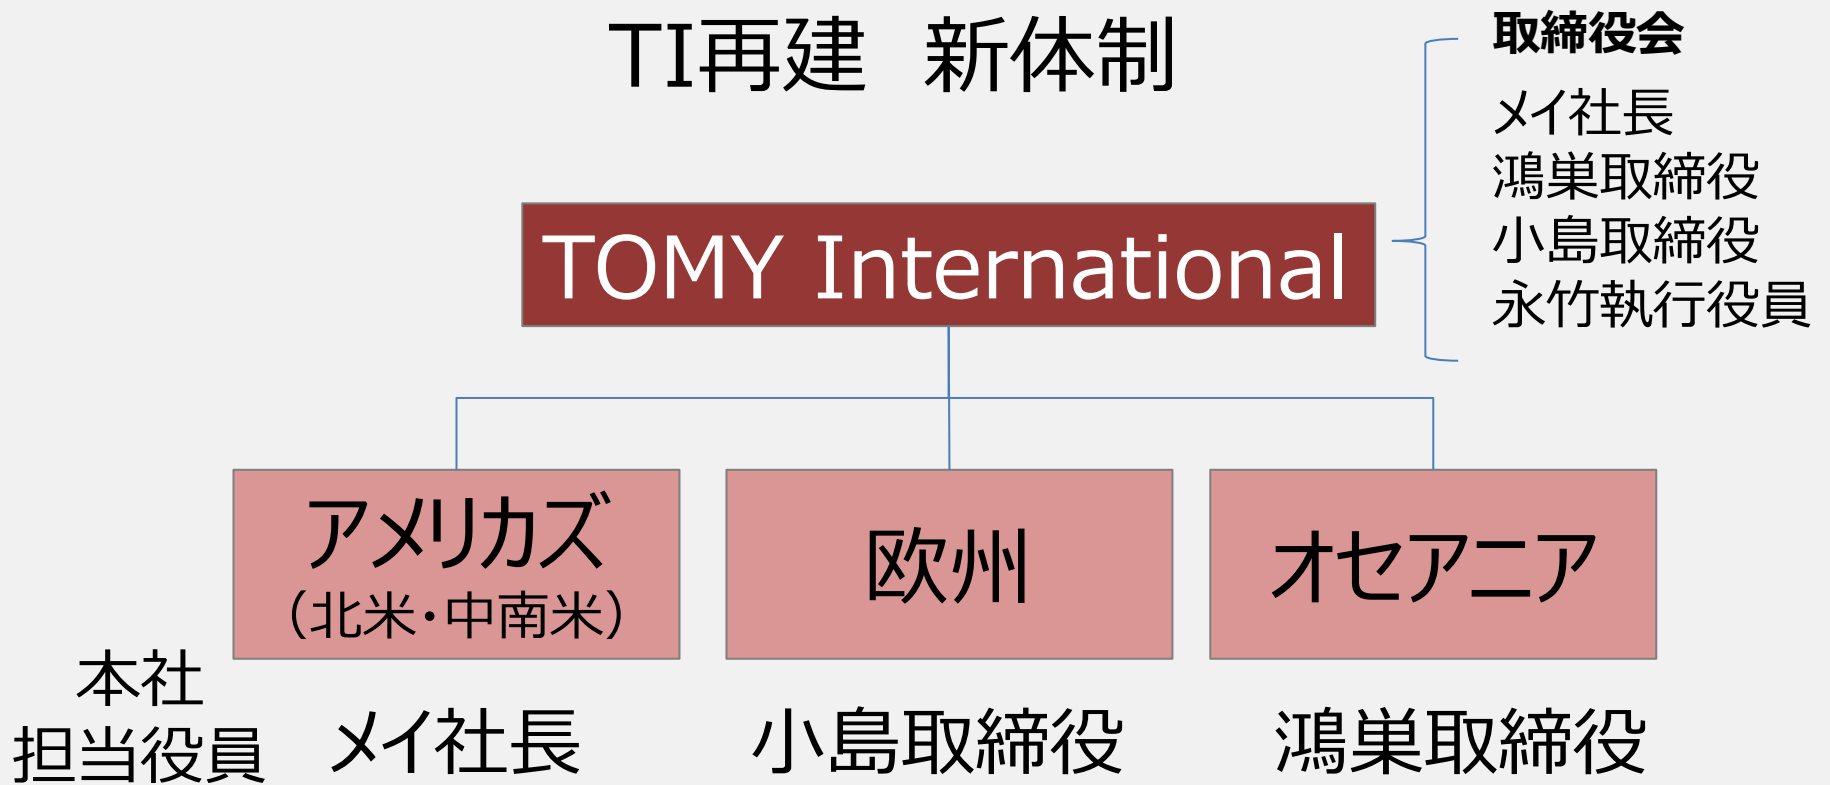 TI再建　新体制
取締役会
メイ社長
鴻巣取締役
小島取締役
永竹執行役員
TOMY International
アメリカズ
（北米・中南米）
欧州
オセアニア
本社
担当役員
メイ社長
小島取締役
鴻巣取締役